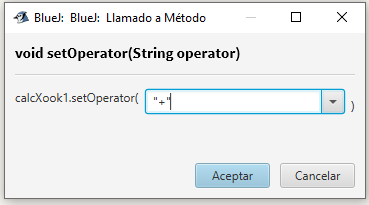 BlueJ: BlueJ: Llamado a Método
void setOperator(String operator)
calcXook1.setOperator( "+" )
Aceptar Cancelar